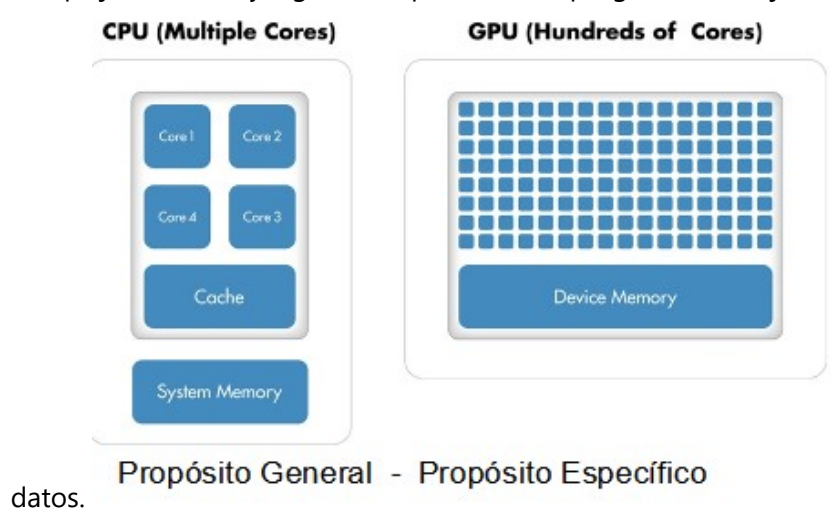 CPU (Multiple Cores)
GPU (Hundreds of Cores)
Core 1
Core 2
Core 4
Core 3
Cache
System Memory
Device Memory
Propósito General - Propósito Específico
datos.